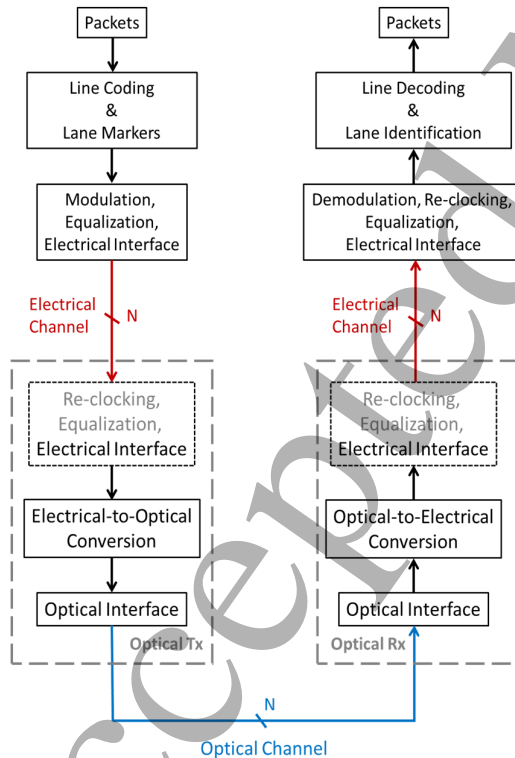 Packets
Line Coding
&
Lane Markers
Modulation,
Equalization,
Electrical Interface
Electrical
Channel
N
Re-clocking,
Equalization,
Electrical Interface
Electrical-to-Optical
Conversion
Optical Interface
Optical Tx
Packets
Line Decoding
&
Lane Identification
Demodulation, Re-clocking,
Equalization,
Electrical Interface
Electrical
Channel
N
Re-clocking,
Equalization,
Electrical Interface
Optical-to-Electrical
Conversion
Optical Interface
Optical Rx
N
Optical Channel
ccepted